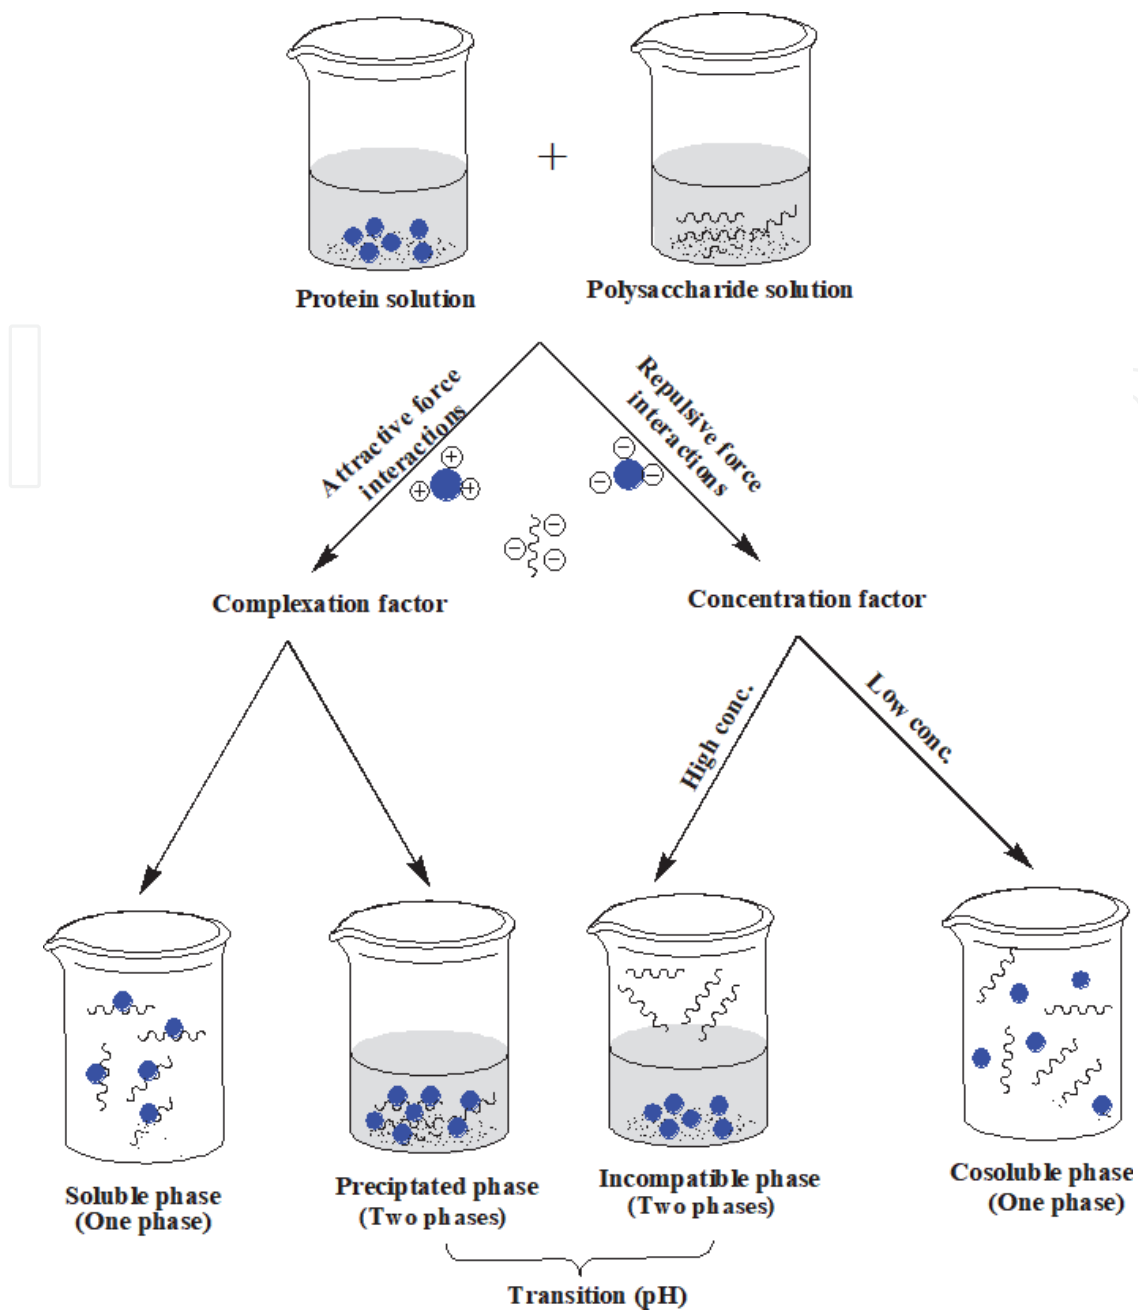 +
Protein solution
Polysaccharide solution
Attractive force
interactions
Repulsive force
interactions
+
+ +
−
− −
−
− −
Complexation factor
Concentration factor
High conc.
Low conc.
Soluble phase
(One phase)
Preciptated phase
(Two phases)
Incompatible phase
(Two phases)
Cosoluble phase
(One phase)
Transition (pH)